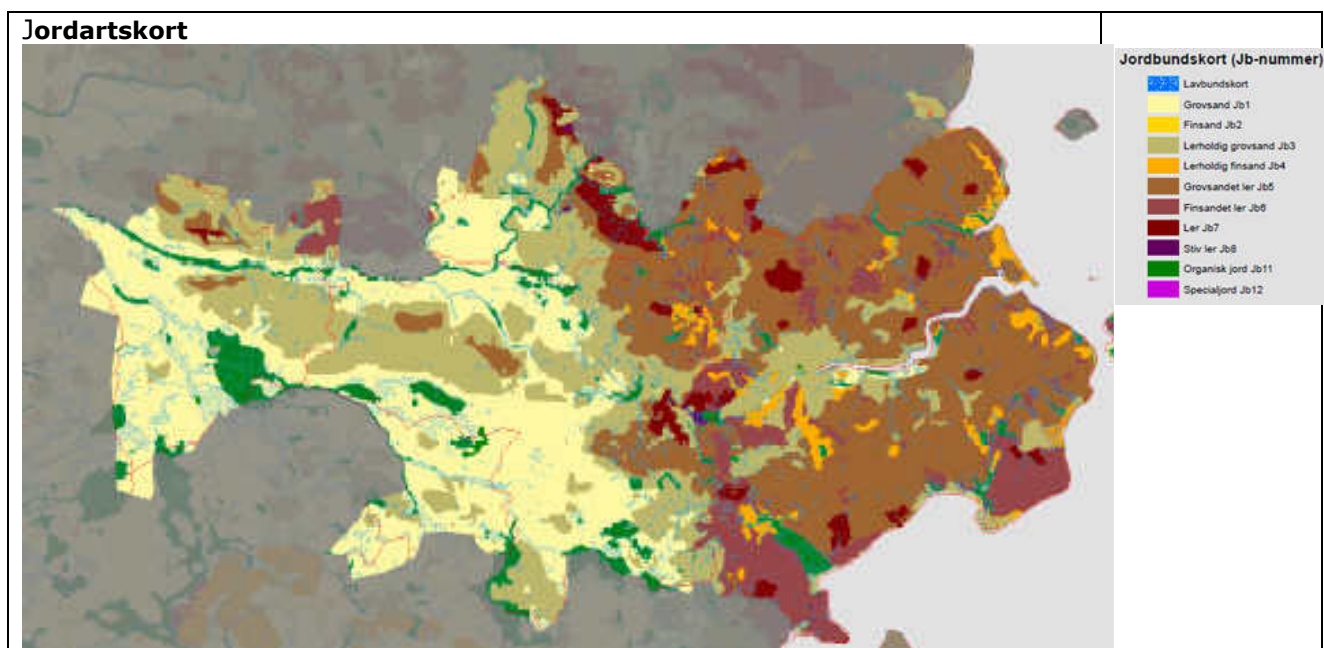 Jordartskort
Jordbundskort (Jb-nummer)
Lavbundskort
Grovsand Jb1
Finsand Jb2
Lerholdig grovsand Jb3
Lerholdig finsand Jb4
Grovsandet ler Jb5
Finsandet ler Jb6
Ler Jb7
Stiv ler Jb8
Organisk jord Jb11
Specialjord Jb12